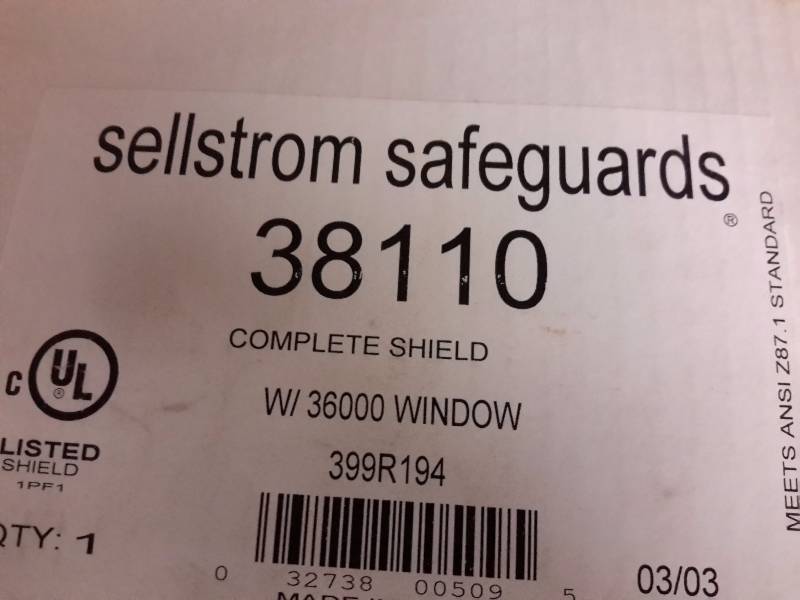 sellstrom safeguards®
38110
COMPLETE SHIELD
W/ 36000 WINDOW
399R194
C UL ®
LISTED
SHIELD
1PF1
QTY: 1
0 32738 00509 5
03/03
MEETS ANSI Z87.1 STANDARD
MADE